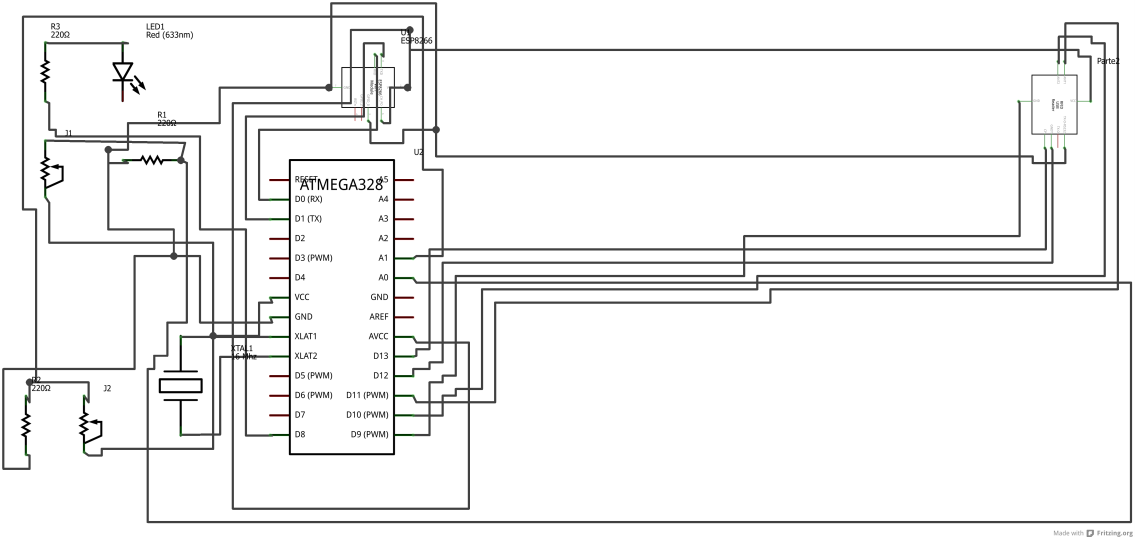 R3
220Ω
LED1
Red (633nm)
ESP8266
Parte2
R1
220Ω
J1
U2
ATMEGA328
RESET
A5
D0 (RX)
A4
D1 (TX)
A3
D2
A2
D3 (PWM)
A1
D4
A0
VCC
GND
GND
AREF
XLAT1
AVCC
XTAL1
16 Mhz
XLAT2
D13
D5 (PWM)
D12
R2
220Ω
J2
D6 (PWM)
D11 (PWM)
D7
D10 (PWM)
D8
D9 (PWM)
Made with Fritzing.org